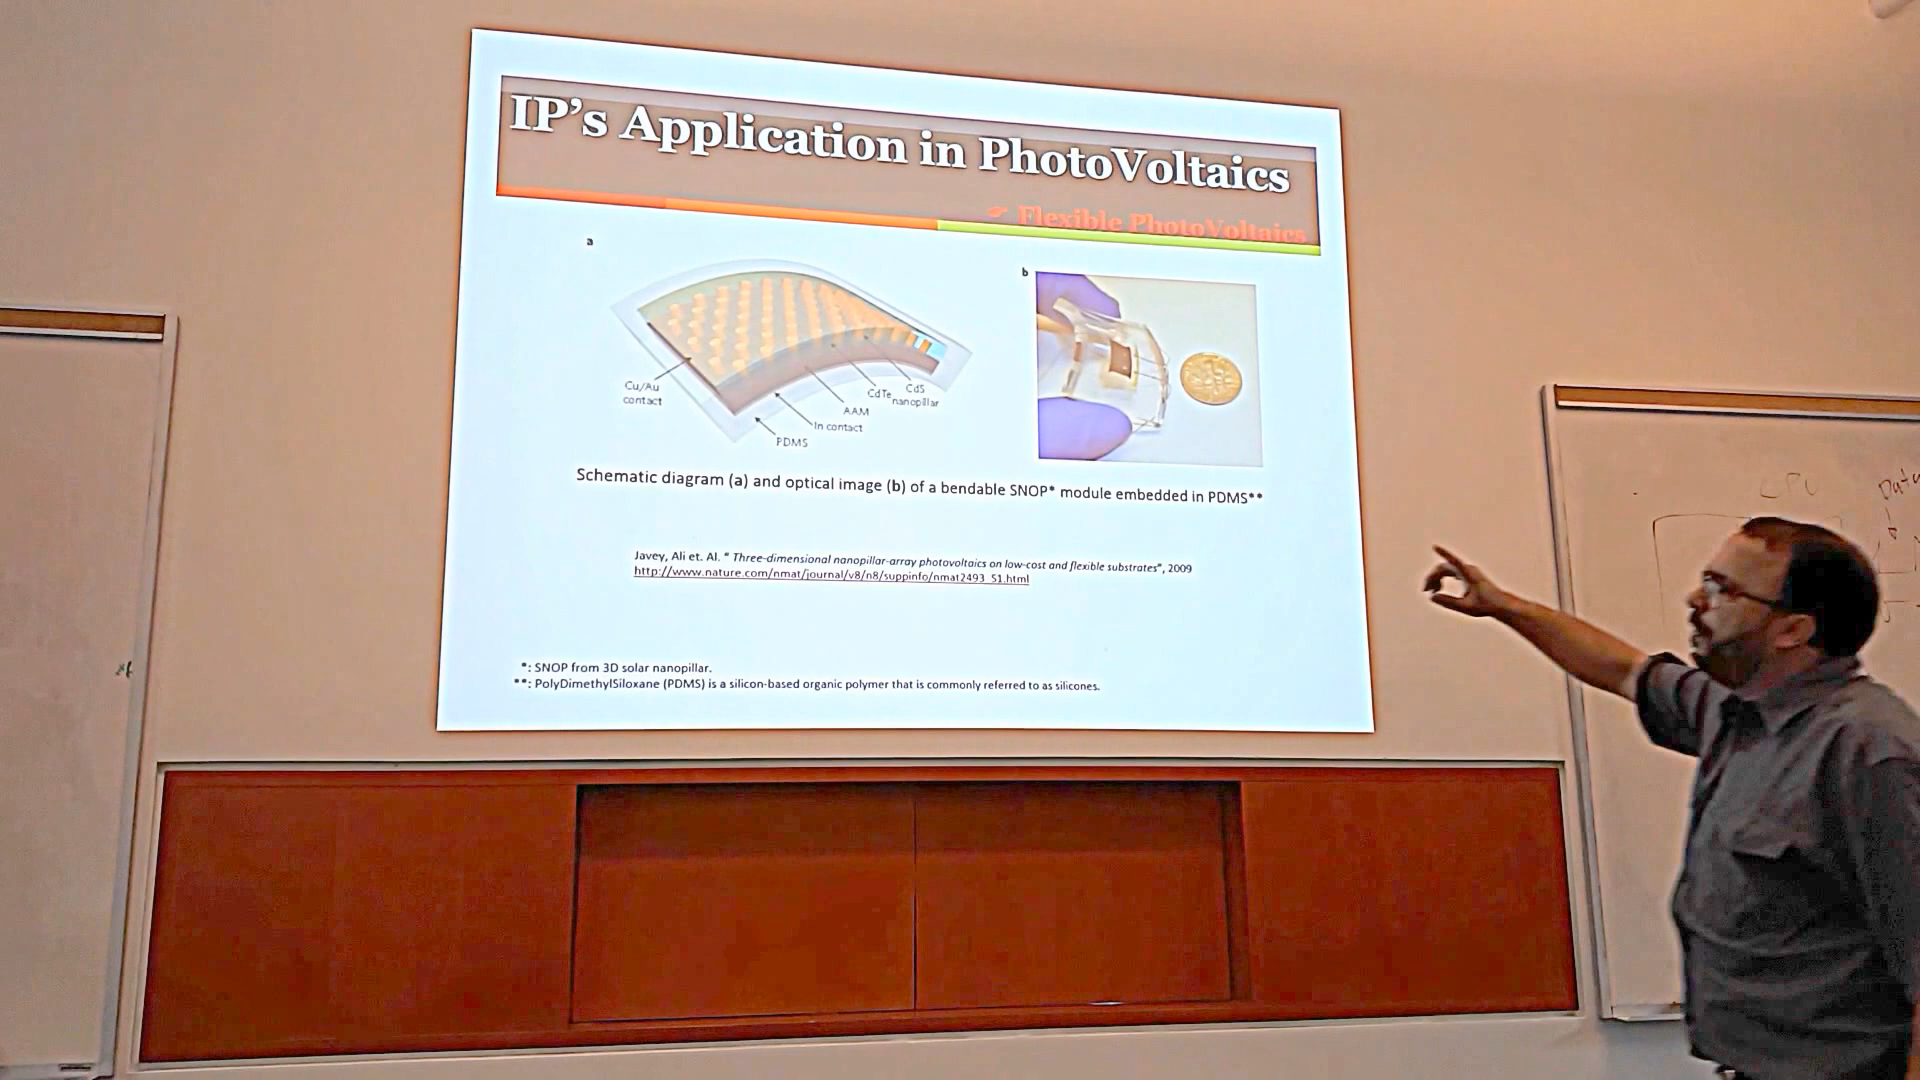 IP's Application in PhotoVoltaics
☛ Flexible PhotoVoltaics
a
b
Cu/Au
contact
CdS
nanopillar
CdTe
AAM
In contact
PDMS
Schematic diagram (a) and optical image (b) of a bendable SNOP* module embedded in PDMS**
Javey, Ali et. Al. " Three-dimensional nanopillar-array photovoltaics on low-cost and flexible substrates", 2009
http://www.nature.com/nmat/journal/v8/n8/suppinfo/nmat2493_S1.html
*: SNOP from 3D solar nanopillar.
**: PolyDimethylSiloxane (PDMS) is a silicon-based organic polymer that is commonly referred to as silicones.
CPU
Data